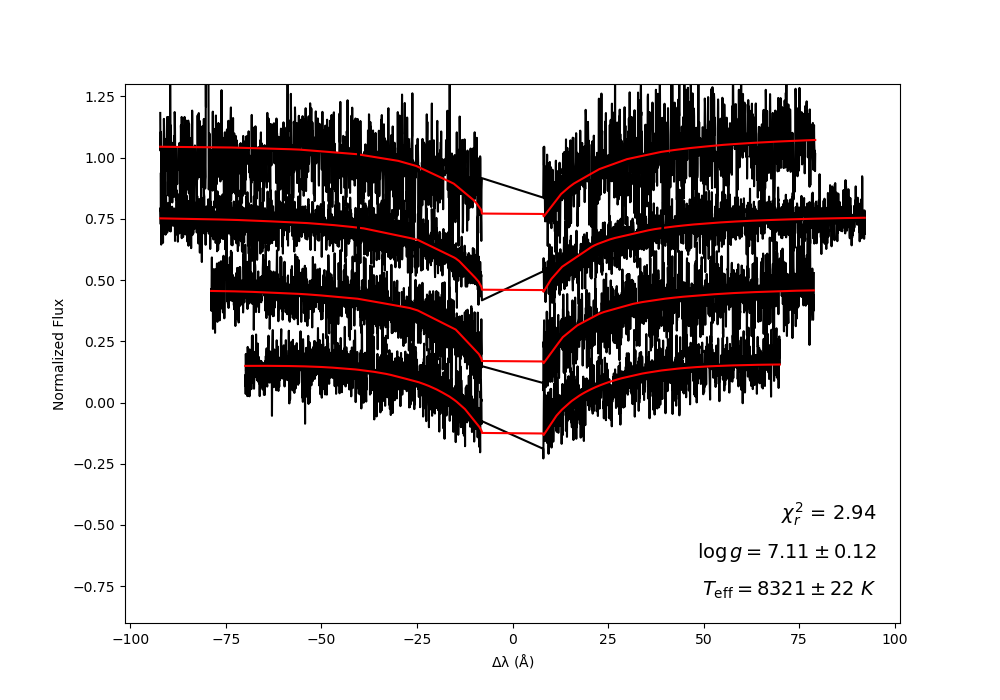 1.25
1.00
0.75
0.50
0.25
0.00
−0.25
−0.50
−0.75
Normalized Flux
χ²ᵣ = 2.94
log g = 7.11 ± 0.12
T_eff = 8321 ± 22 K
−100 −75 −50 −25 0 25 50 75 100
Δλ (Å)